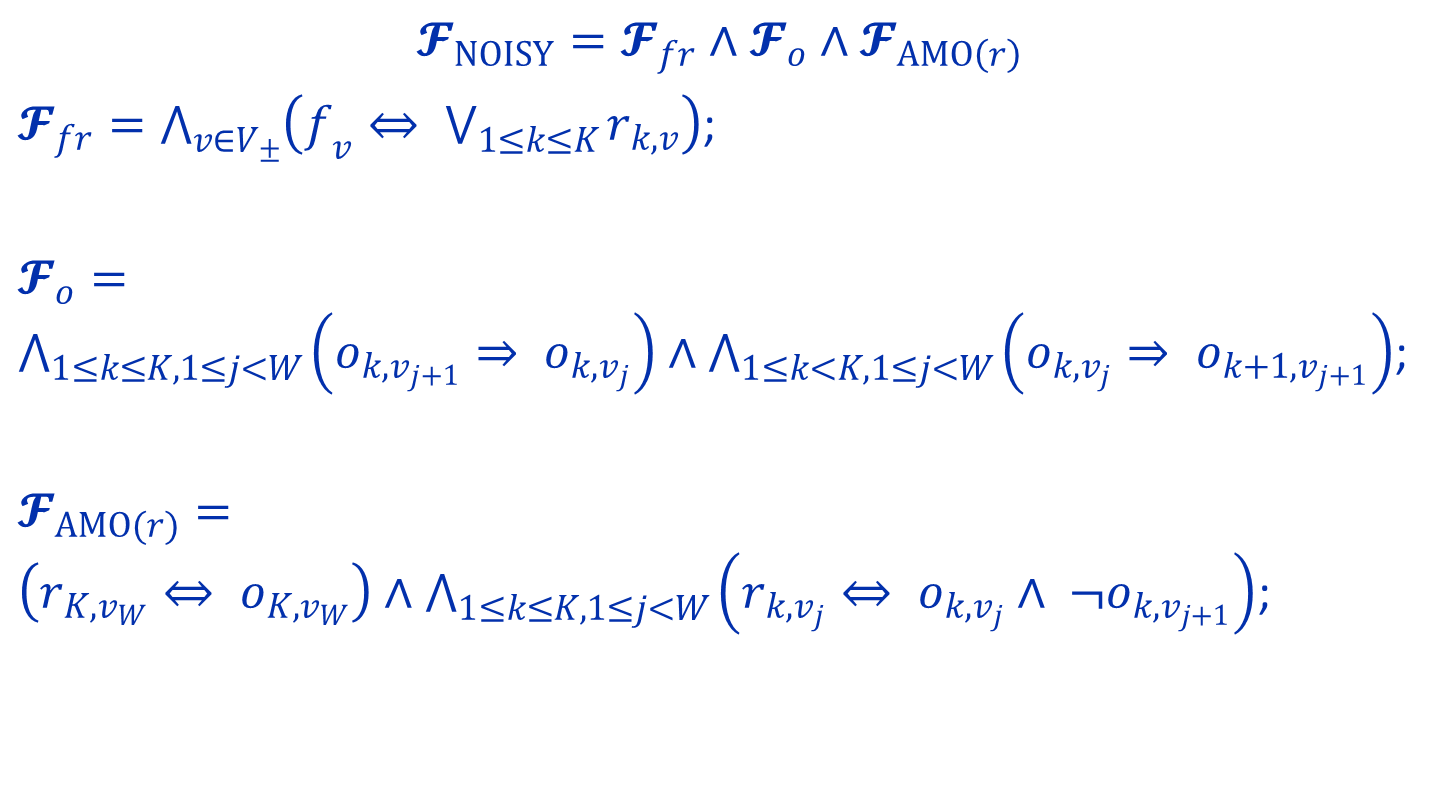 𝓕_NOISY = 𝓕_fr ∧ 𝓕_o ∧ 𝓕_AMO(r)
𝓕_fr = ⋀_{v∈V_±}(f_v ⇔ ⋁_{1≤k≤K} r_{k,v});
𝓕_o =
⋀_{1≤k≤K,1≤j<W}(o_{k,v_{j+1}} ⇒ o_{k,v_j}) ∧ ⋀_{1≤k<K,1≤j<W}(o_{k,v_j} ⇒ o_{k+1,v_{j+1}});
𝓕_AMO(r) =
(r_{K,v_W} ⇔ o_{K,v_W}) ∧ ⋀_{1≤k≤K,1≤j<W}(r_{k,v_j} ⇔ o_{k,v_j} ∧ ¬o_{k,v_{j+1}});